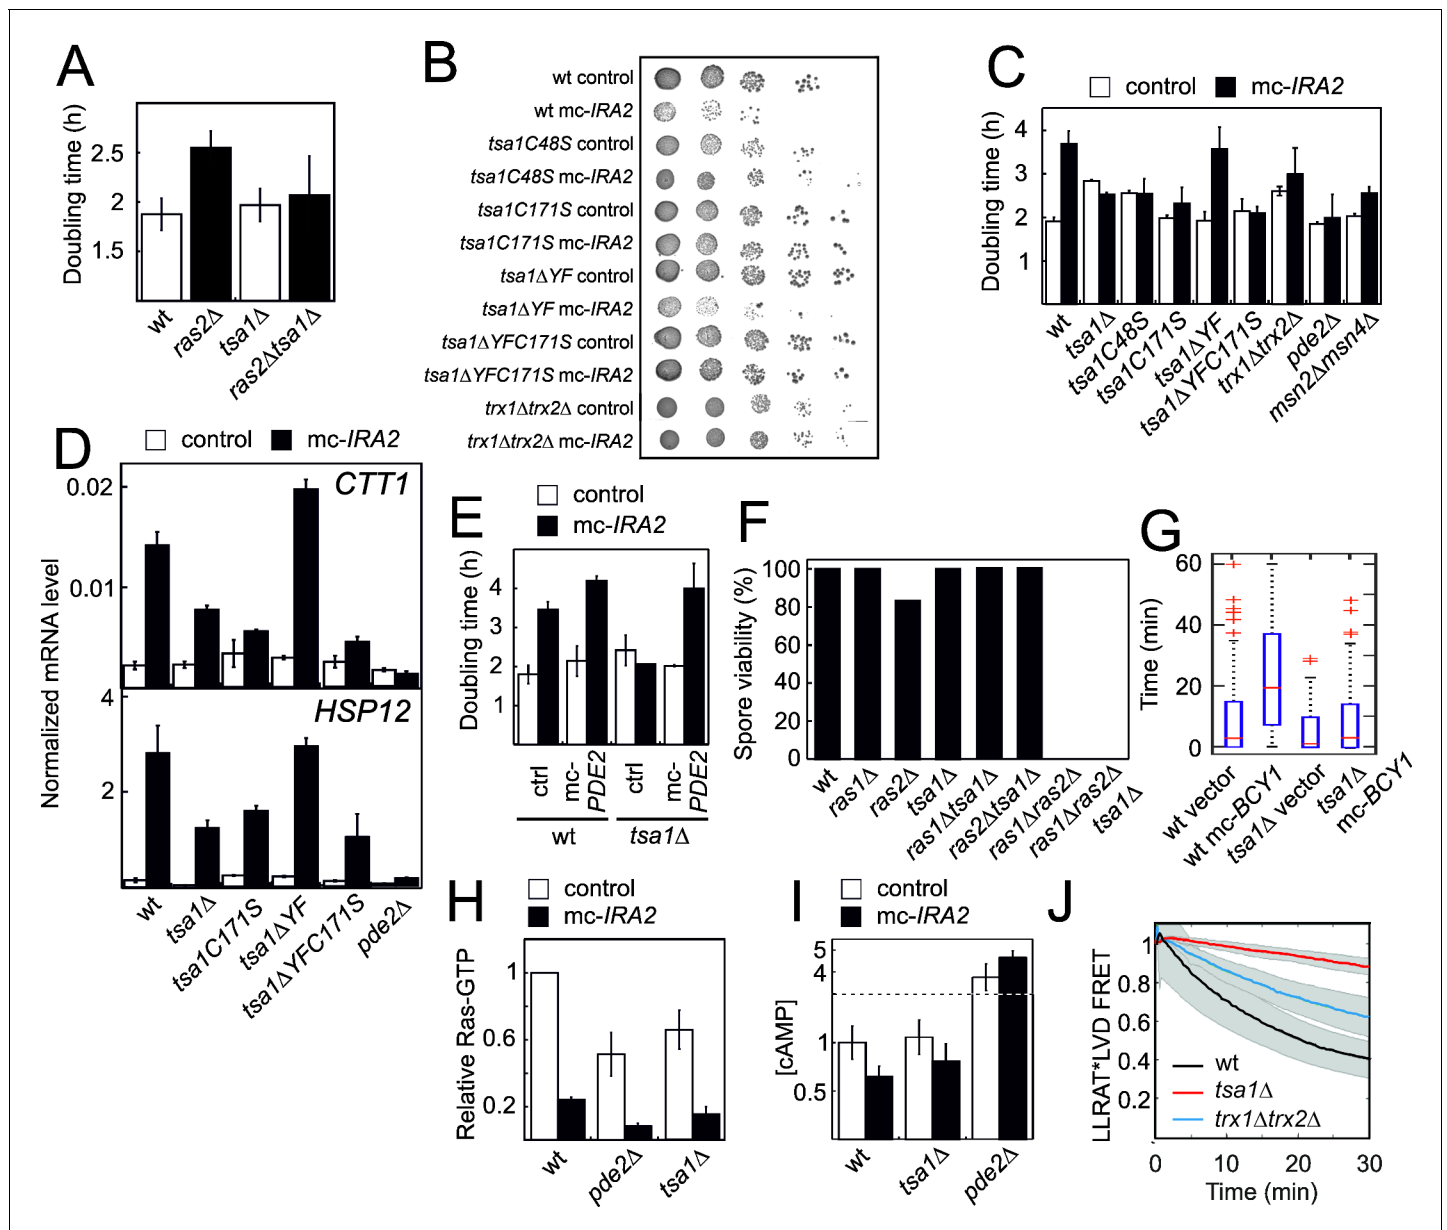 A
Doubling time (h)
2.5
2
1.5
wt
ras2Δ
tsa1Δ
ras2Δtsa1Δ
B
wt control
wt mc-IRA2
tsa1C48S control
tsa1C48S mc-IRA2
tsa1C171S control
tsa1C171S mc-IRA2
tsa1ΔYF control
tsa1ΔYF mc-IRA2
tsa1ΔYFC171S control
tsa1ΔYFC171S mc-IRA2
trx1Δtrx2Δ control
trx1Δtrx2Δ mc-IRA2
C
control mc-IRA2
Doubling time (h)
4
3
2
1
wt
tsa1Δ
tsa1C48S
tsa1C171S
tsa1ΔYF
tsa1ΔYFC171S
trx1Δtrx2Δ
pde2Δ
msn2Δmsn4Δ
D
control mc-IRA2
Normalized mRNA level
CTT1
0.02
0.01
HSP12
4
2
wt
tsa1Δ
tsa1C171S
tsa1ΔYF
tsa1ΔYFC171S
pde2Δ
E
control
mc-IRA2
Doubling time (h)
4
3
2
1
ctrl
mc-PDE2
ctrl
mc-PDE2
wt
tsa1Δ
F
Spore viability (%)
100
80
60
40
20
0
wt
ras1Δ
ras2Δ
tsa1Δ
ras1Δtsa1Δ
ras2Δtsa1Δ
ras1Δras2Δ
ras1Δras2Δ
tsa1Δ
G
Time (min)
60
40
20
0
wt vector
wt mc-BCY1
tsa1Δ vector
tsa1Δ
mc-BCY1
H
control
mc-IRA2
Relative Ras-GTP
1
0.6
0.2
wt
pde2Δ
tsa1Δ
I
control
mc-IRA2
[cAMP]
5
4
1
0.5
wt
tsa1Δ
pde2Δ
J
LLRAT*LVD FRET
1
0.8
0.6
0.4
0.2
wt
tsa1Δ
trx1Δtrx2Δ
0 10 20 30
Time (min)